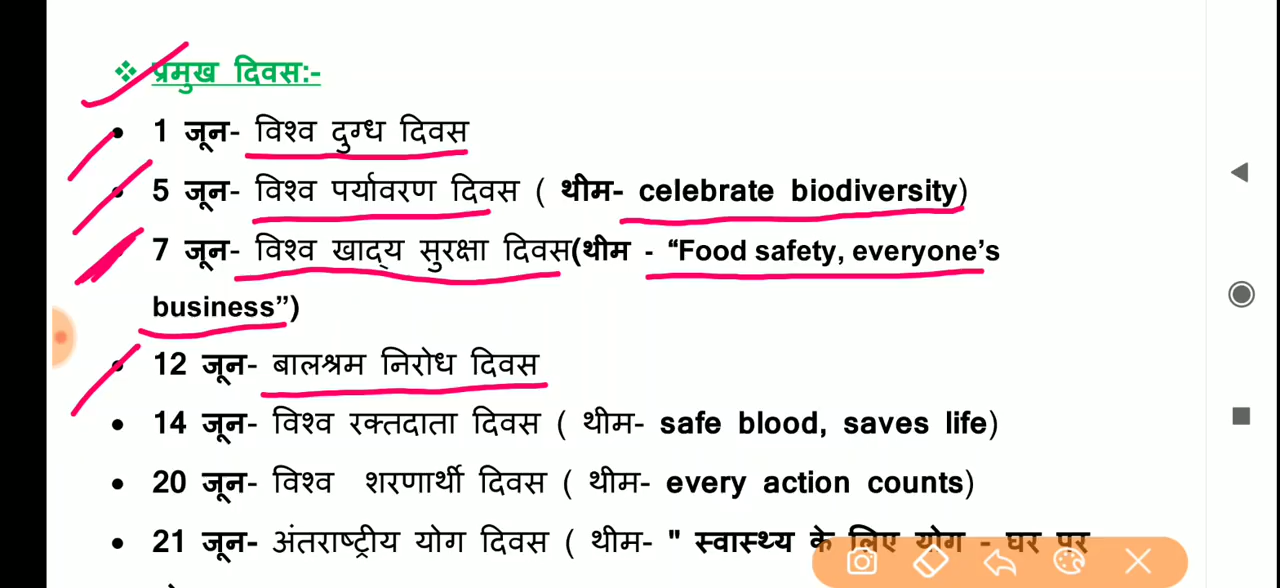 ❖ प्रमुख दिवस:-
• 1 जून- विश्व दुग्ध दिवस
• 5 जून- विश्व पर्यावरण दिवस ( थीम- celebrate biodiversity)
• 7 जून- विश्व खाद्य सुरक्षा दिवस(थीम - “Food safety, everyone’s
business”)
• 12 जून- बालश्रम निरोध दिवस
• 14 जून- विश्व रक्तदाता दिवस ( थीम- safe blood, saves life)
• 20 जून- विश्व शरणार्थी दिवस ( थीम- every action counts)
• 21 जून- अंतराष्ट्रीय योग दिवस ( थीम- " स्वास्थ्य के लिए योग - घर पर